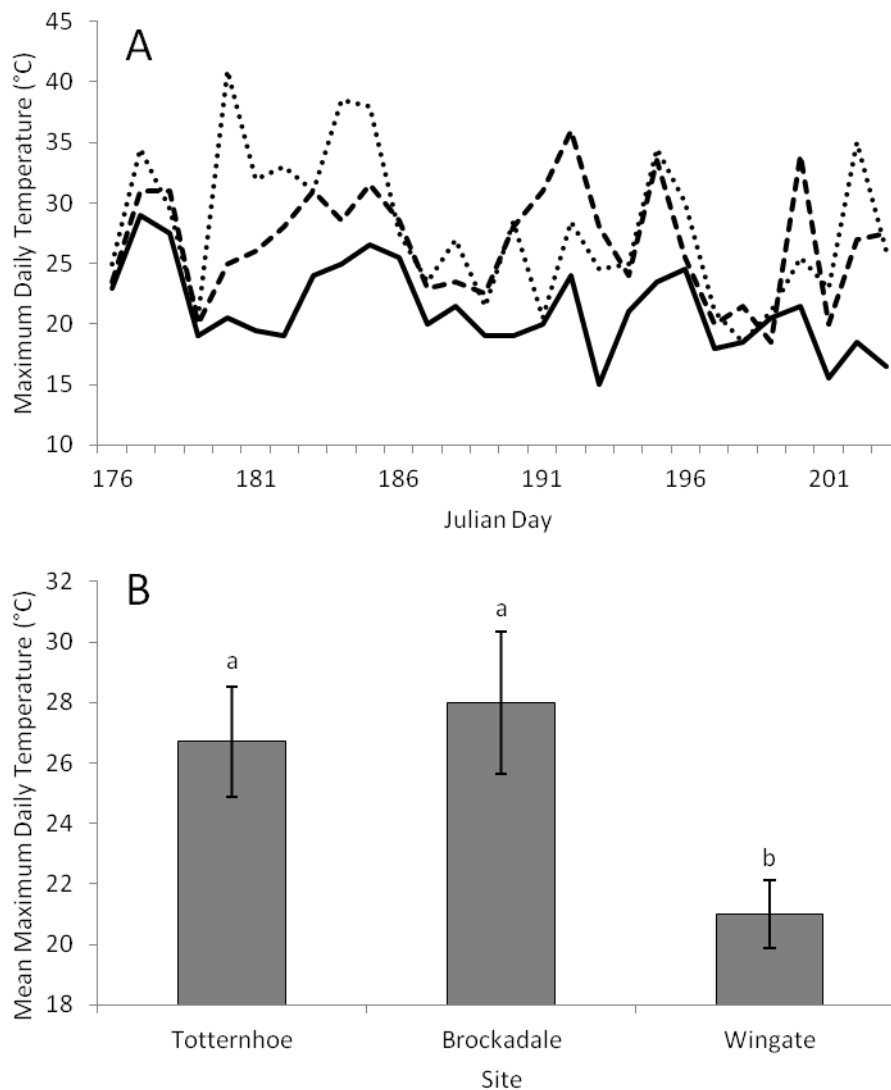 A
Maximum Daily Temperature (°C)
45
40
35
30
25
20
15
10
176 181 186 191 196 201
Julian Day
B
Mean Maximum Daily Temperature (°C)
32
30
28
26
24
22
20
18
a a b
Totternhoe Brockadale Wingate
Site